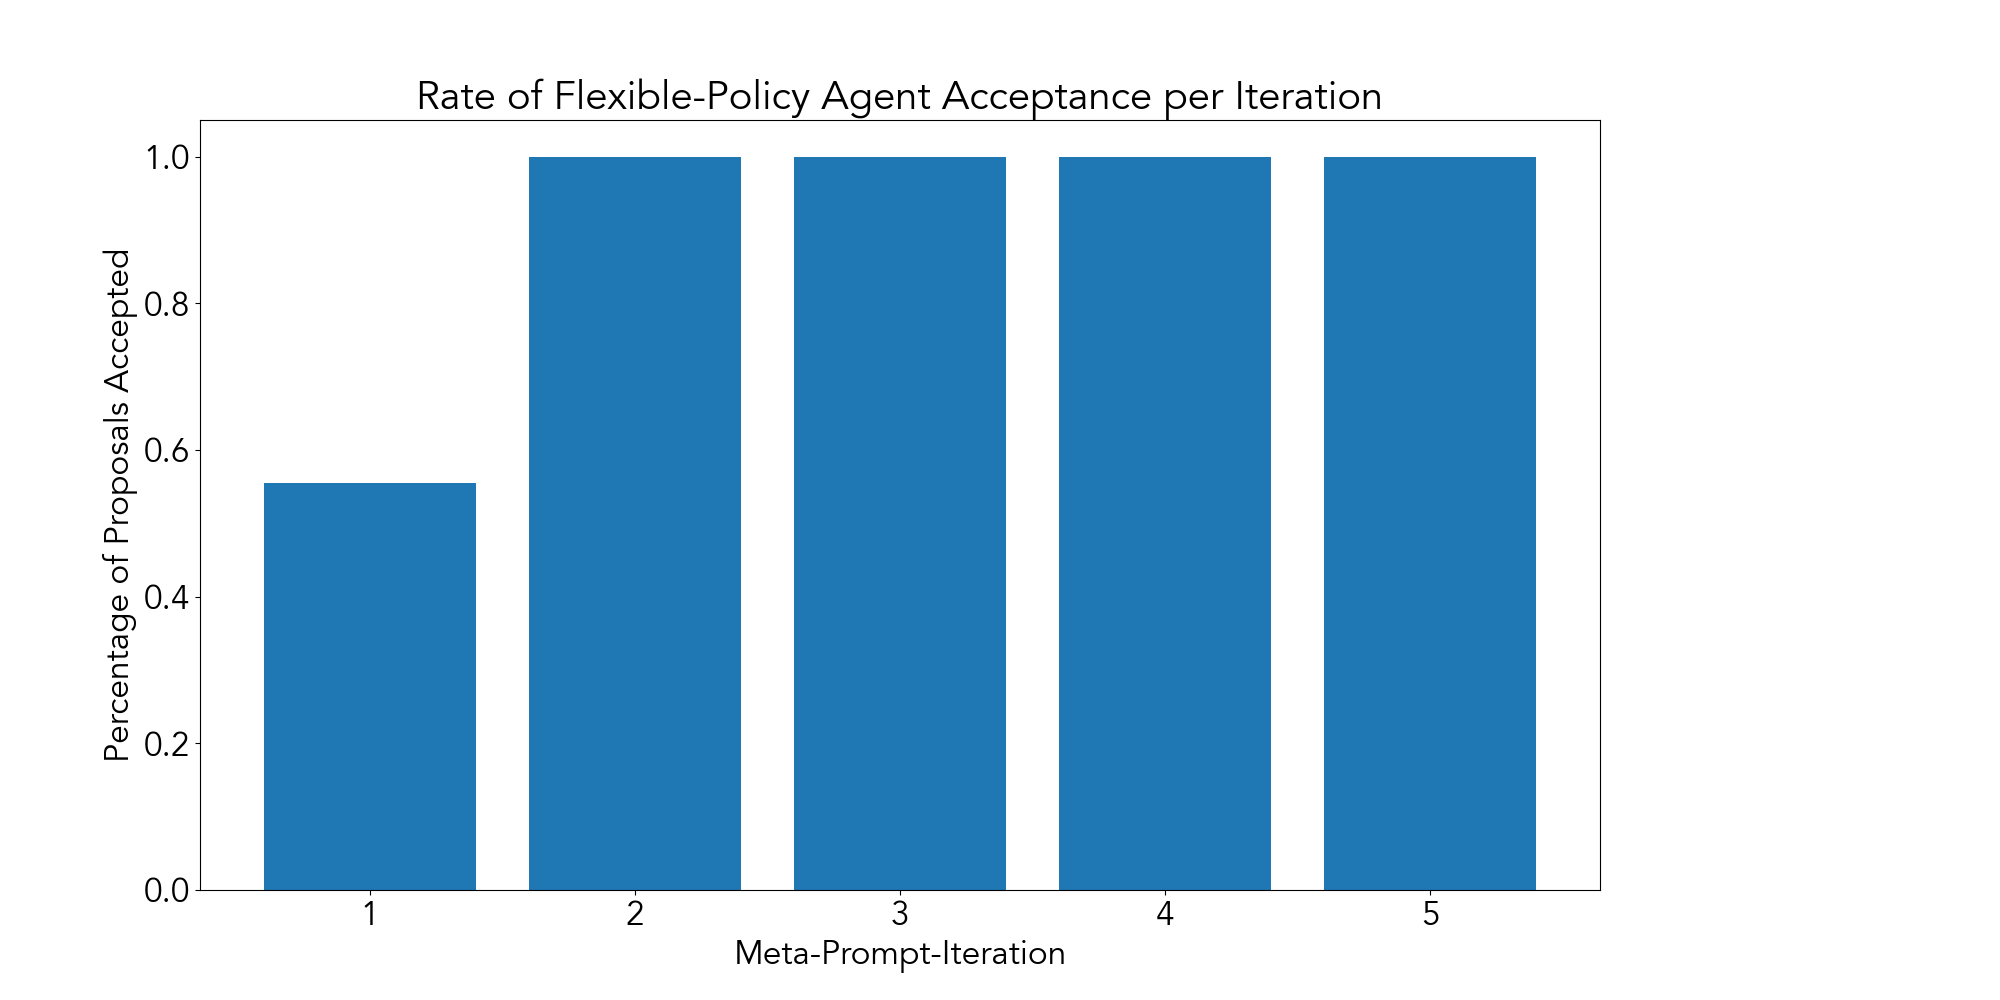 Rate of Flexible-Policy Agent Acceptance per Iteration
Percentage of Proposals Accepted
1.0
0.8
0.6
0.4
0.2
0.0
1 2 3 4 5
Meta-Prompt-Iteration